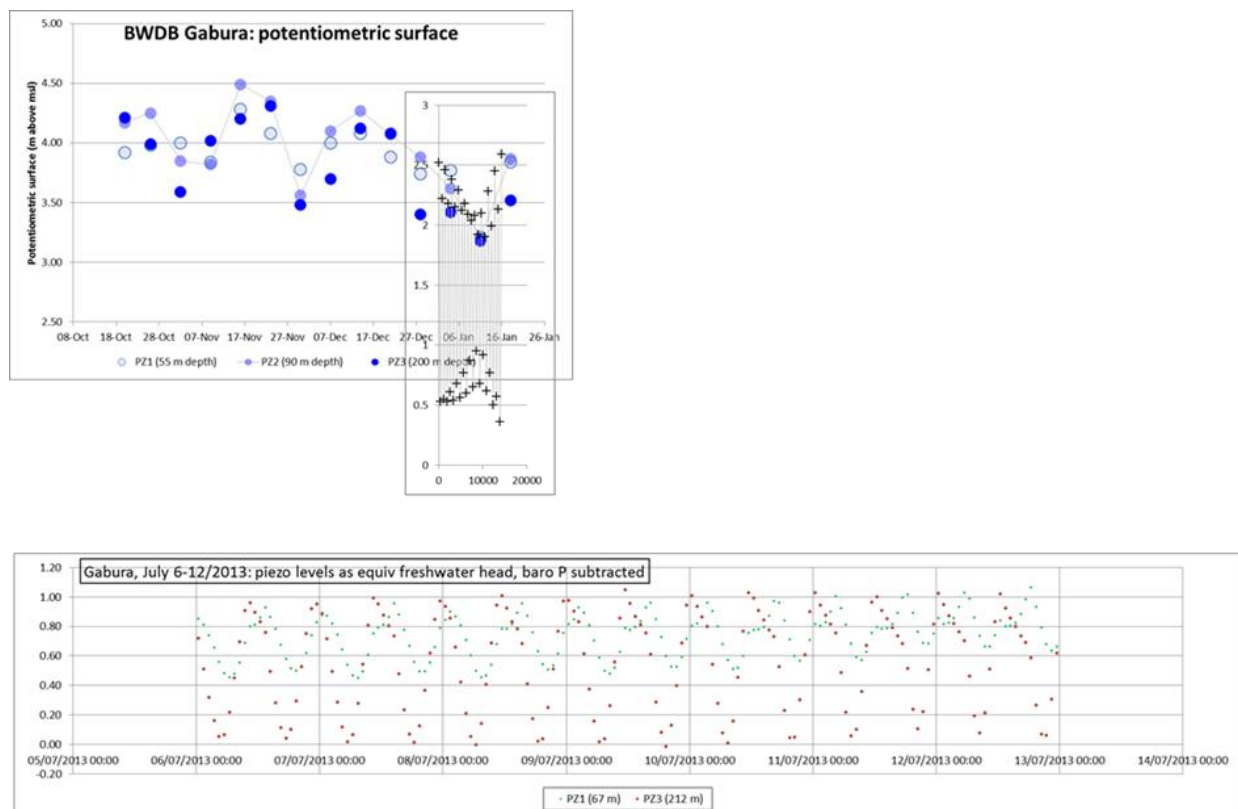 BWDB Gabura: potentiometric surface
Potentiometric surface (m above msl)
5.00
4.50
4.00
3.50
3.00
2.50
08-Oct 18-Oct 28-Oct 07-Nov 17-Nov 27-Nov 07-Dec 17-Dec 27-Dec 06-Jan 16-Jan 26-Jan
PZ1 (55 m depth) PZ2 (90 m depth) PZ3 (200 m depth)
3
2.5
2
1.5
1
0.5
0
0 10000 20000
Gabura, July 6-12/2013: piezo levels as equiv freshwater head, baro P subtracted
1.20
1.00
0.80
0.60
0.40
0.20
0.00
-0.20
05/07/2013 00:00 06/07/2013 00:00 07/07/2013 00:00 08/07/2013 00:00 09/07/2013 00:00 10/07/2013 00:00 11/07/2013 00:00 12/07/2013 00:00 13/07/2013 00:00 14/07/2013 00:00
PZ1 (67 m) PZ3 (212 m)